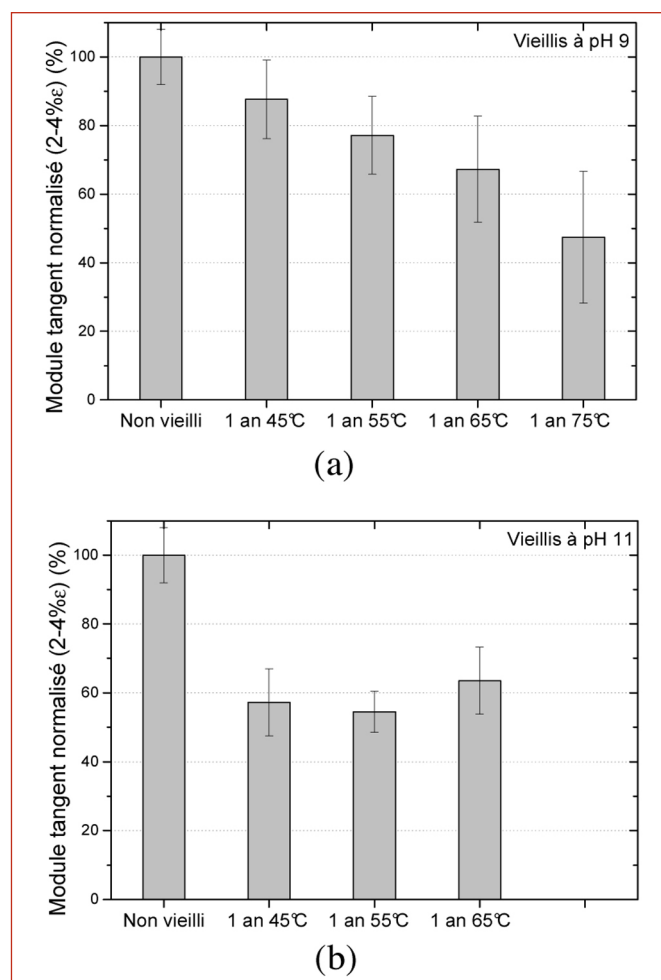 Vieillis à pH 9
Module tangent normalisé (2-4%ε) (%)
100
80
60
40
20
0
Non vieilli 1 an 45°C 1 an 55°C 1 an 65°C 1 an 75°C
(a)
Vieillis à pH 11
Module tangent normalisé (2-4%ε) (%)
100
80
60
40
20
0
Non vieilli 1 an 45°C 1 an 55°C 1 an 65°C
(b)